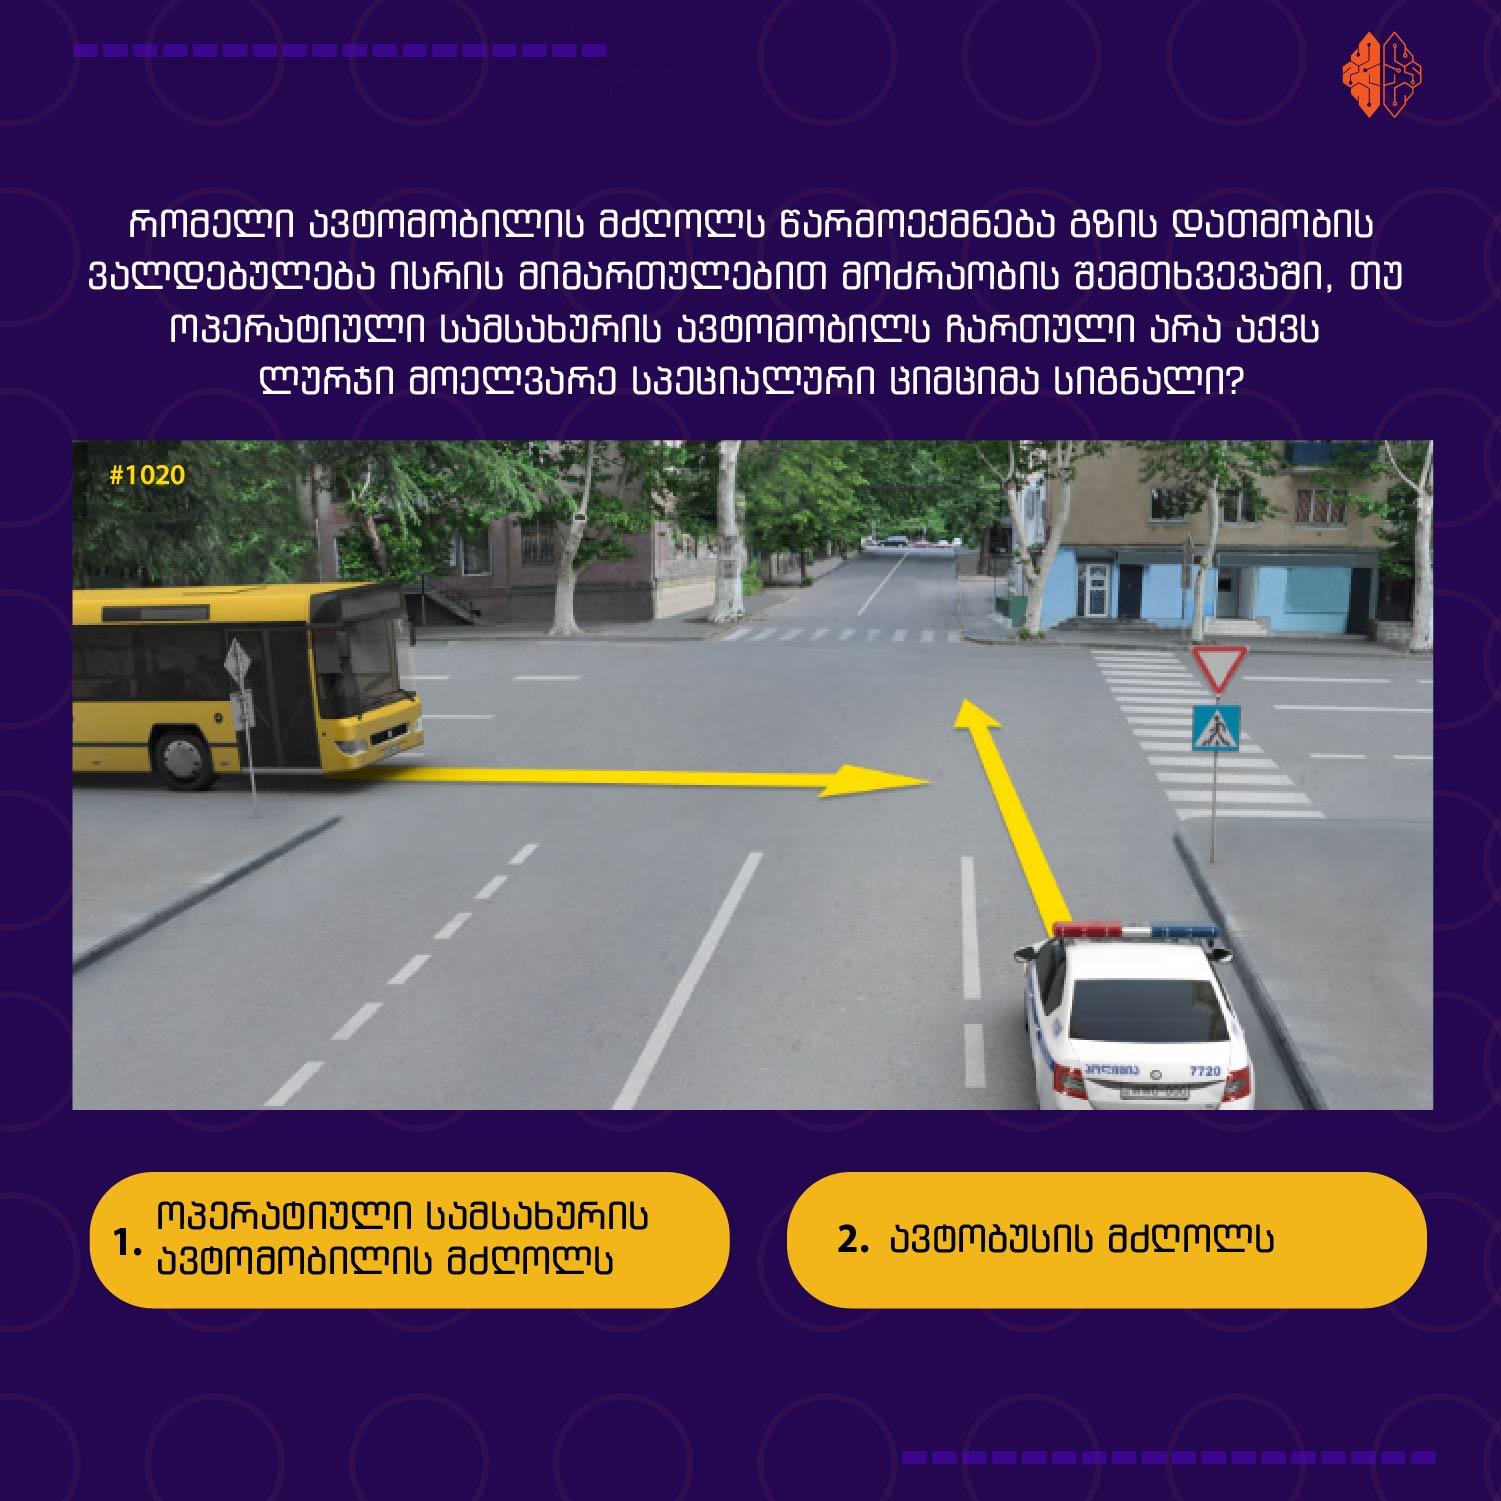 რომელი ავტომობილის მძღოლს წარმოექმნება გზის დათმობის
ვალდებულება ისრის მიმართულებით მოძრაობის შემთხვევაში, თუ
ოპერატიული სამსახურის ავტომობილს ჩართული არა აქვს
ლურჯი მოელვარე სპეციალური ციმციმა სიგნალი?
#1020
პოლიცია 7720
1. ოპერატიული სამსახურის
ავტომობილის მძღოლს
2. ავტობუსის მძღოლს